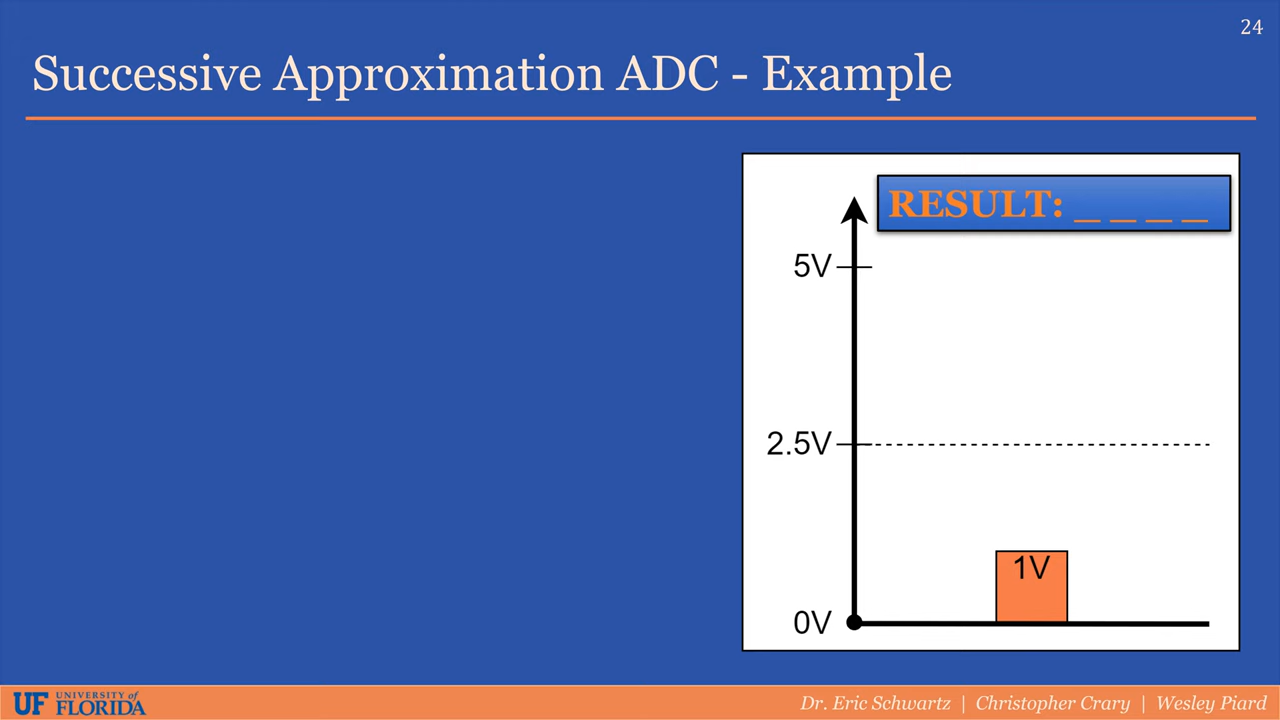 24
Successive Approximation ADC - Example
RESULT: _ _ _ _
5V
2.5V
1V
0V
UF UNIVERSITY of FLORIDA
Dr. Eric Schwartz | Christopher Crary | Wesley Piard